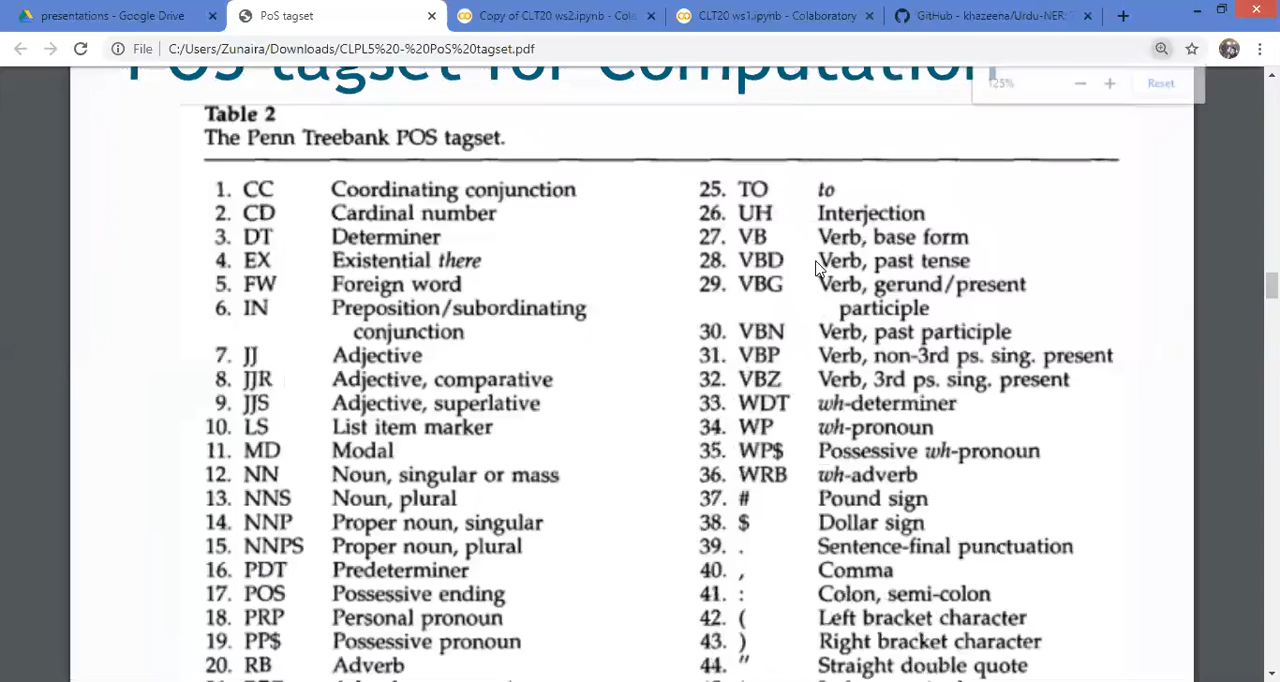 presentations - Google Drive
PoS tagset
Copy of CLT20 ws2.ipynb - Cola
CLT20 ws1.ipynb - Colaboratory
GitHub - khazeena/Urdu-NER:
File C:/Users/Zunaira/Downloads/CLPL5%20-%20PoS%20tagset.pdf
POS tagset for Computation
125%
Reset
Table 2
The Penn Treebank POS tagset.
1. CC Coordinating conjunction
2. CD Cardinal number
3. DT Determiner
4. EX Existential there
5. FW Foreign word
6. IN Preposition/subordinating
conjunction
7. JJ Adjective
8. JJR Adjective, comparative
9. JJS Adjective, superlative
10. LS List item marker
11. MD Modal
12. NN Noun, singular or mass
13. NNS Noun, plural
14. NNP Proper noun, singular
15. NNPS Proper noun, plural
16. PDT Predeterminer
17. POS Possessive ending
18. PRP Personal pronoun
19. PP$ Possessive pronoun
20. RB Adverb
25. TO to
26. UH Interjection
27. VB Verb, base form
28. VBD Verb, past tense
29. VBG Verb, gerund/present
participle
30. VBN Verb, past participle
31. VBP Verb, non-3rd ps. sing. present
32. VBZ Verb, 3rd ps. sing. present
33. WDT wh-determiner
34. WP wh-pronoun
35. WP$ Possessive wh-pronoun
36. WRB wh-adverb
37. # Pound sign
38. $ Dollar sign
39. . Sentence-final punctuation
40. , Comma
41. : Colon, semi-colon
42. ( Left bracket character
43. ) Right bracket character
44. " Straight double quote